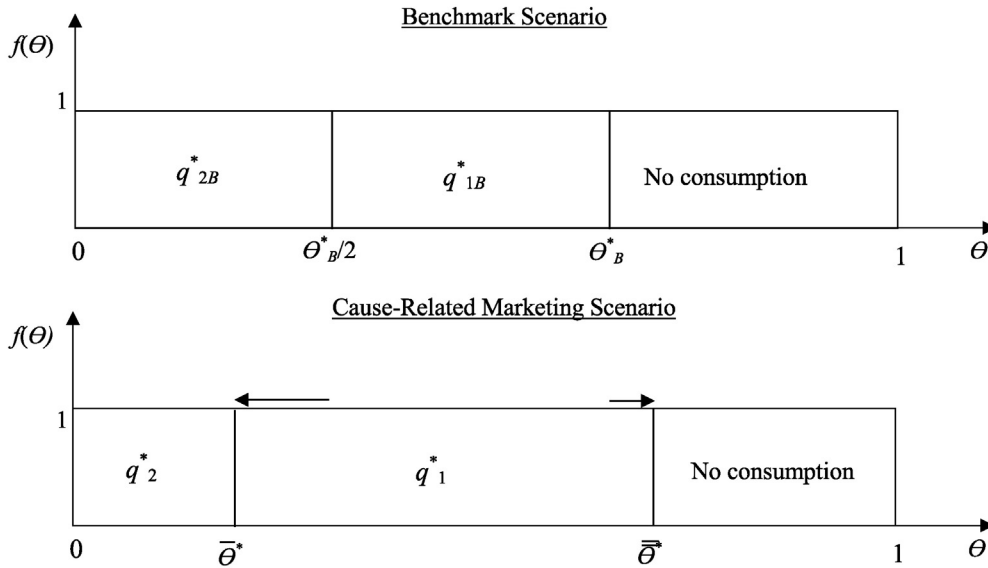 Benchmark Scenario
f(Θ)
1
q*2B
q*1B
No consumption
0
Θ*B/2
Θ*B
1
Θ
Cause-Related Marketing Scenario
f(Θ)
1
q*2
q*1
No consumption
0
Θ̅*
Θ̿*
1
Θ